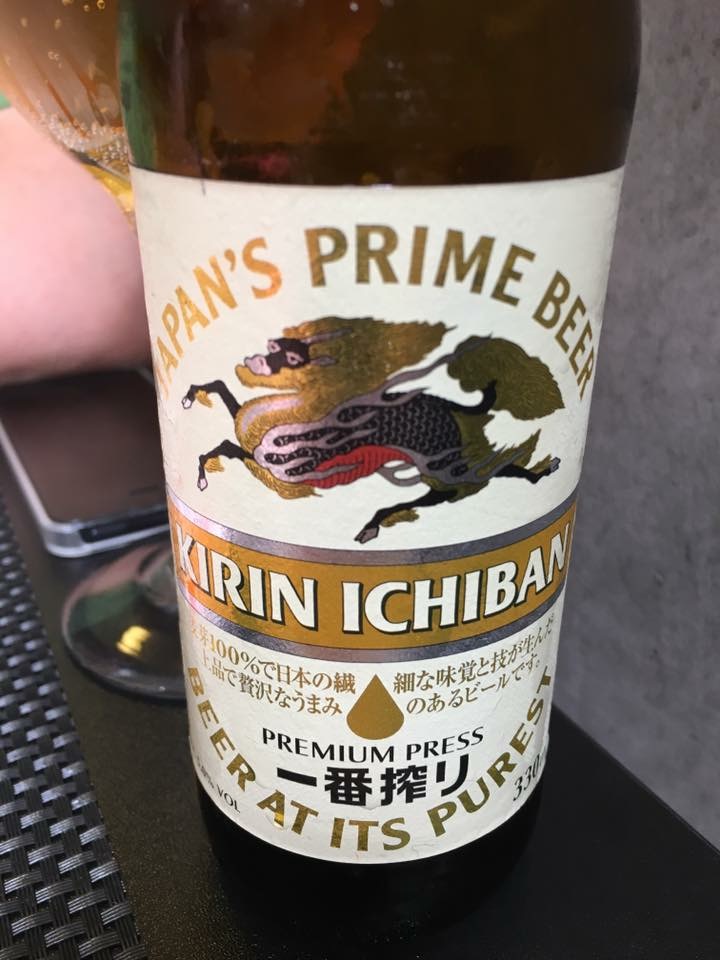 JAPAN'S PRIME BEER
KIRIN ICHIBAN
麦芽100%で日本の繊細な味覚と技が生んだ
上品で贅沢なうまみのあるビールです。
PREMIUM PRESS
一番搾り
VOL
330
BEER AT ITS PUREST